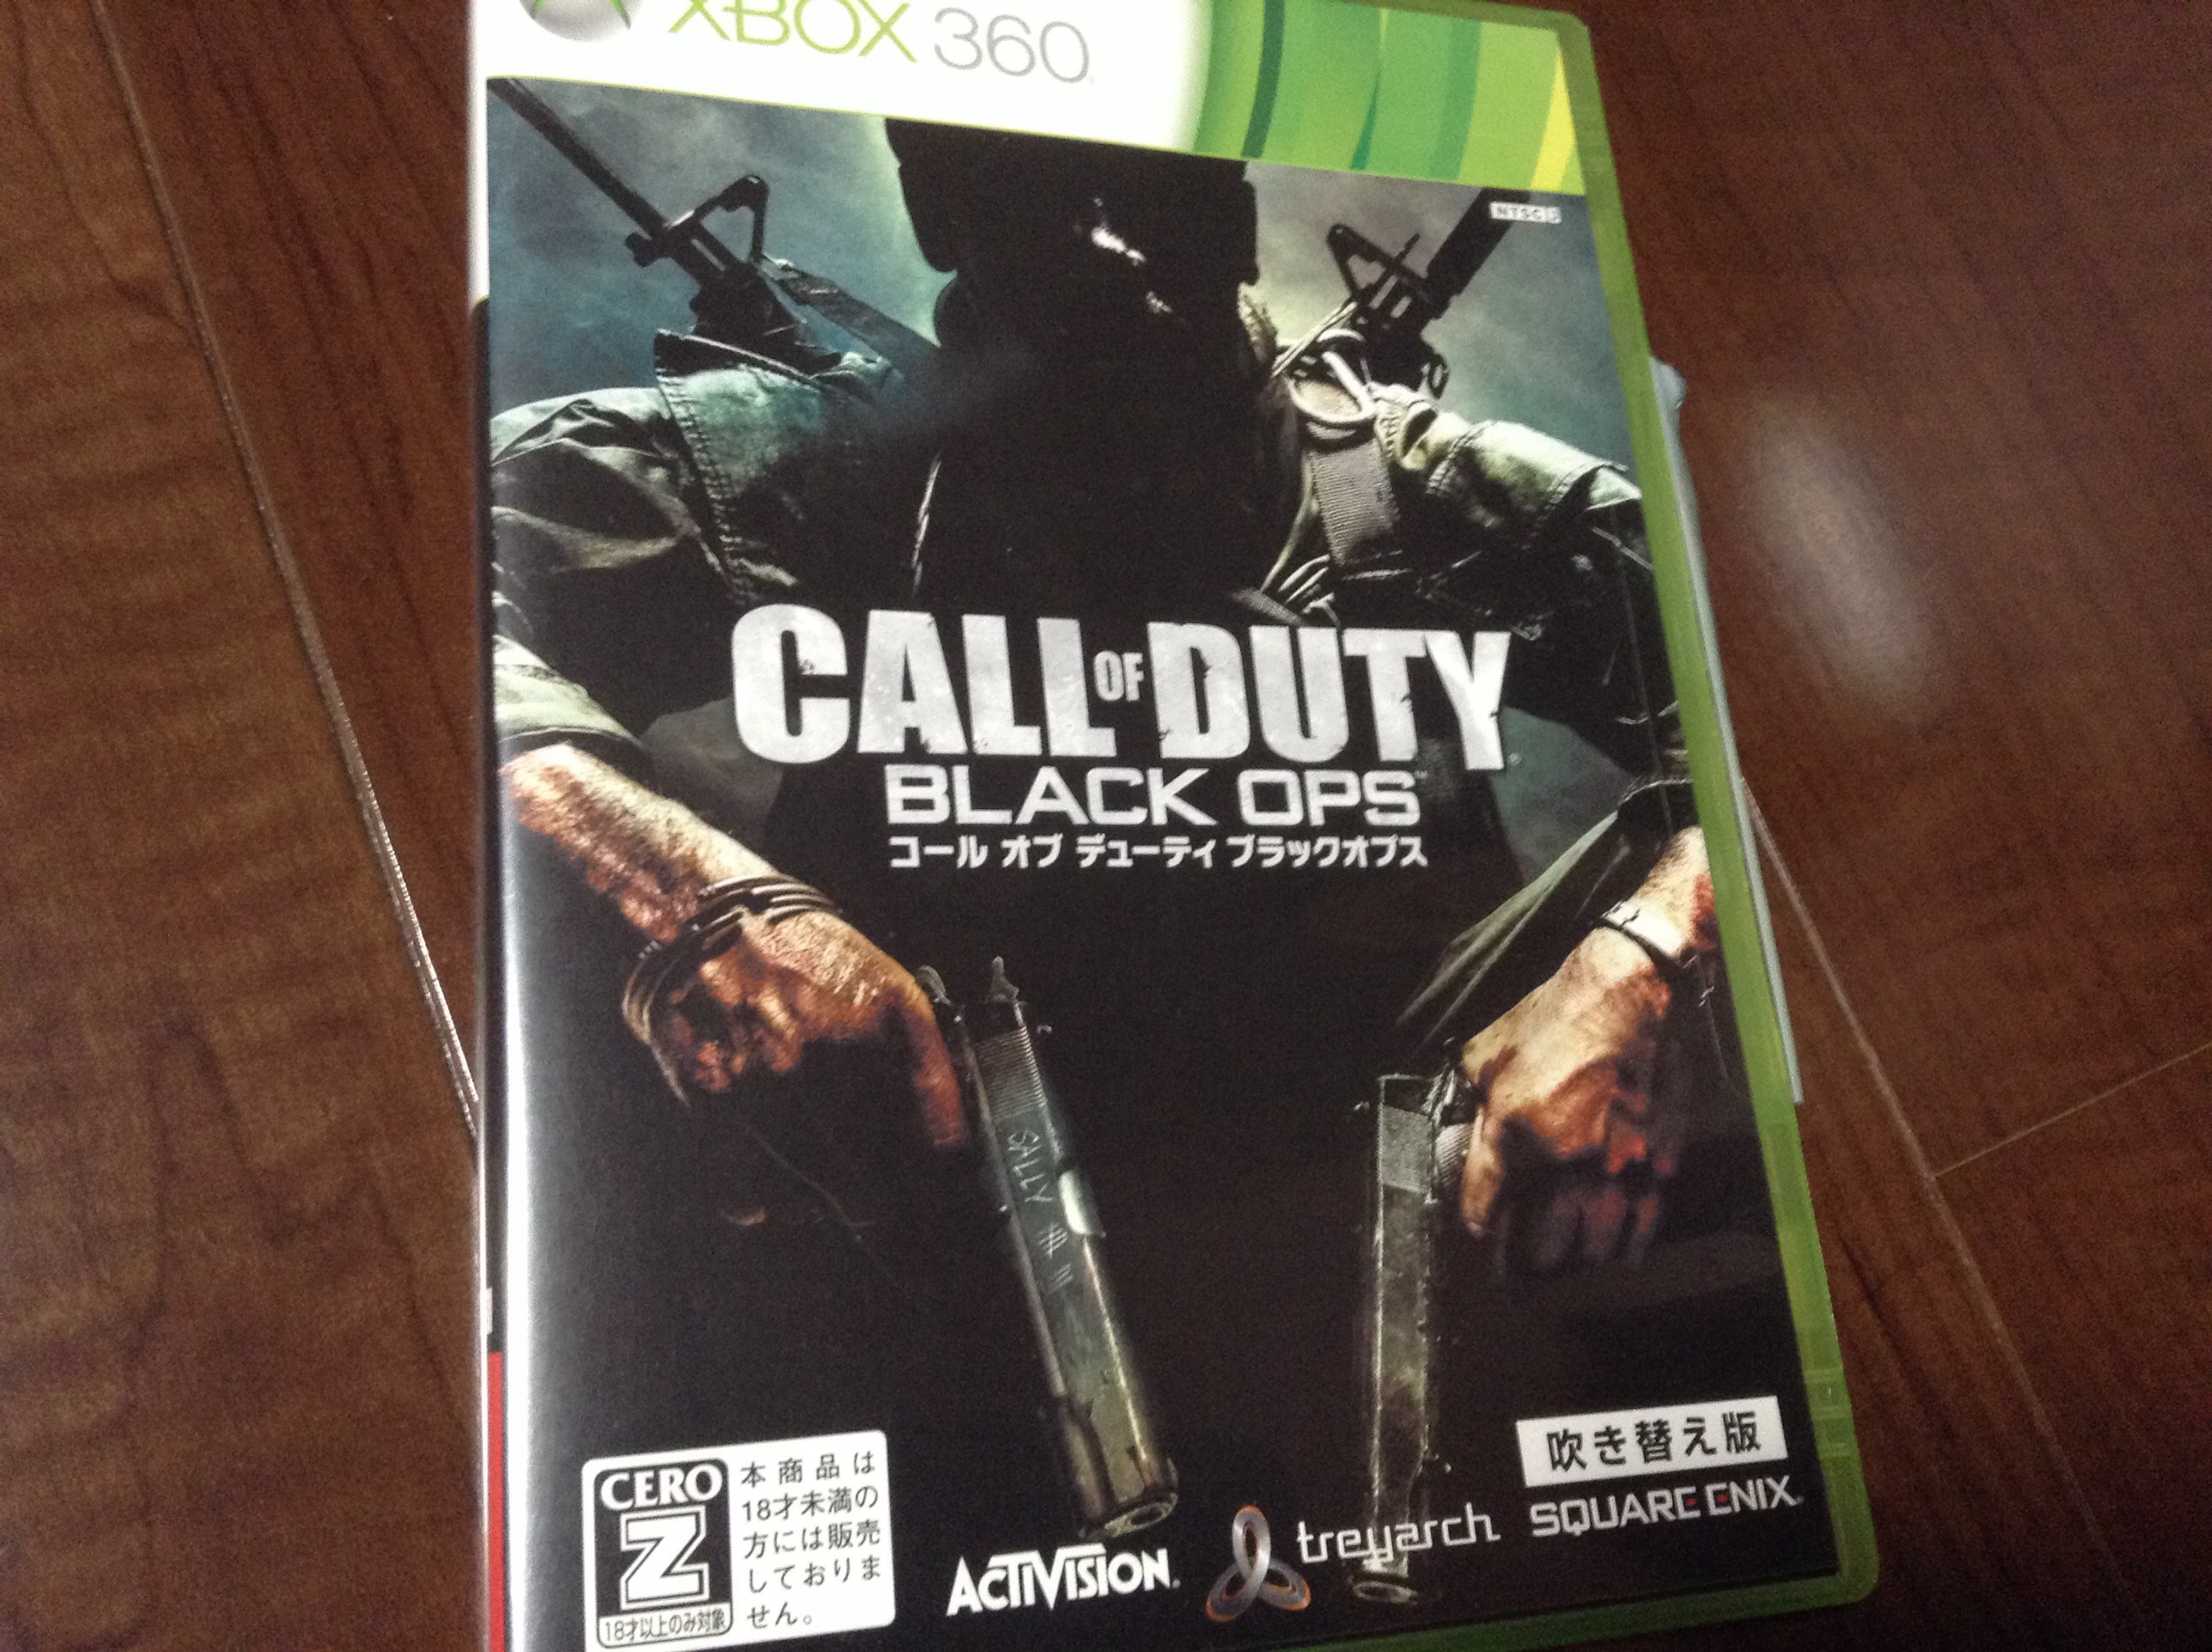 XBOX 360
NTSC J
CALL OF DUTY
BLACK OPS™
コール オブ デューティ ブラックオプス
SALLY
吹き替え版
SQUARE ENIX
treyarch
ACTIVISION
CERO
Z
18才以上のみ対象
本商品は
18才未満の
方には販売
しておりま
せん。